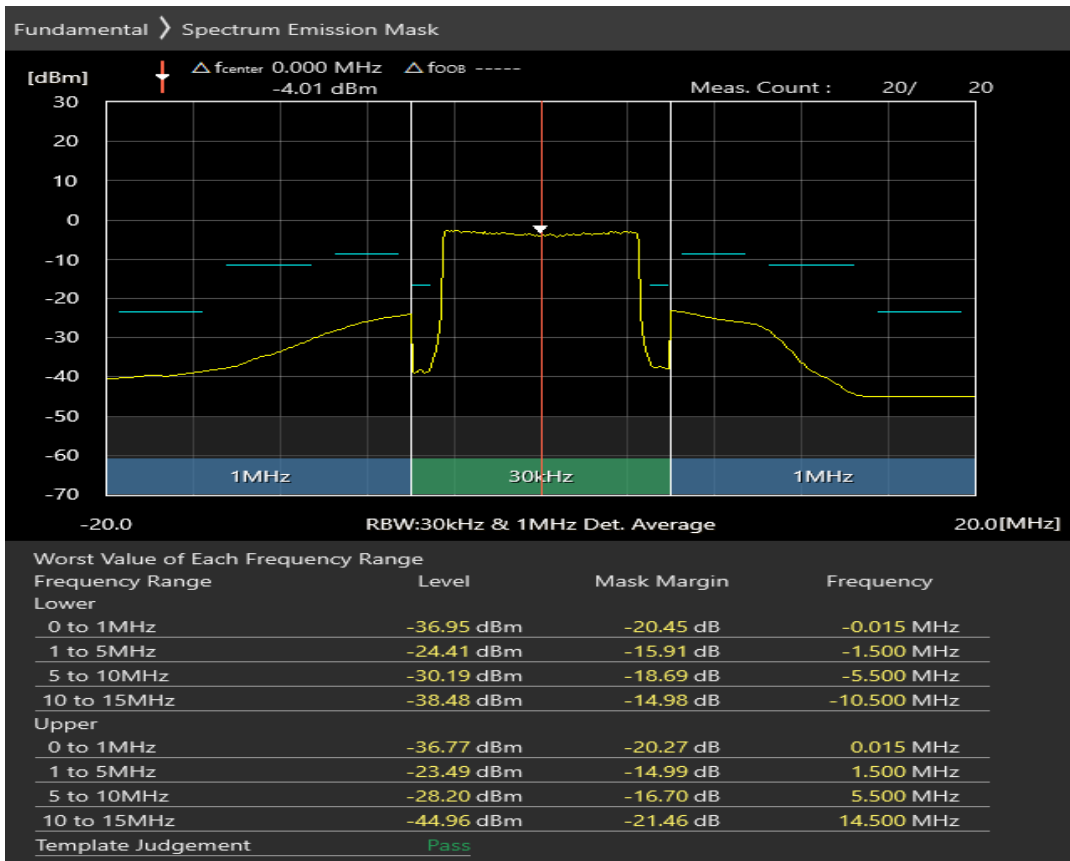 Fundamental ❯ Spectrum Emission Mask
[dBm] △ fcenter 0.000 MHz △ fOOB -----
-4.01 dBm Meas. Count : 20/ 20
30
20
10
0
-10
-20
-30
-40
-50
-60
1MHz 30kHz 1MHz
-70
-20.0 RBW:30kHz & 1MHz Det. Average 20.0[MHz]
Worst Value of Each Frequency Range
Frequency Range Level Mask Margin Frequency
Lower
0 to 1MHz -36.95 dBm -20.45 dB -0.015 MHz
1 to 5MHz -24.41 dBm -15.91 dB -1.500 MHz
5 to 10MHz -30.19 dBm -18.69 dB -5.500 MHz
10 to 15MHz -38.48 dBm -14.98 dB -10.500 MHz
Upper
0 to 1MHz -36.77 dBm -20.27 dB 0.015 MHz
1 to 5MHz -23.49 dBm -14.99 dB 1.500 MHz
5 to 10MHz -28.20 dBm -16.70 dB 5.500 MHz
10 to 15MHz -44.96 dBm -21.46 dB 14.500 MHz
Template Judgement Pass